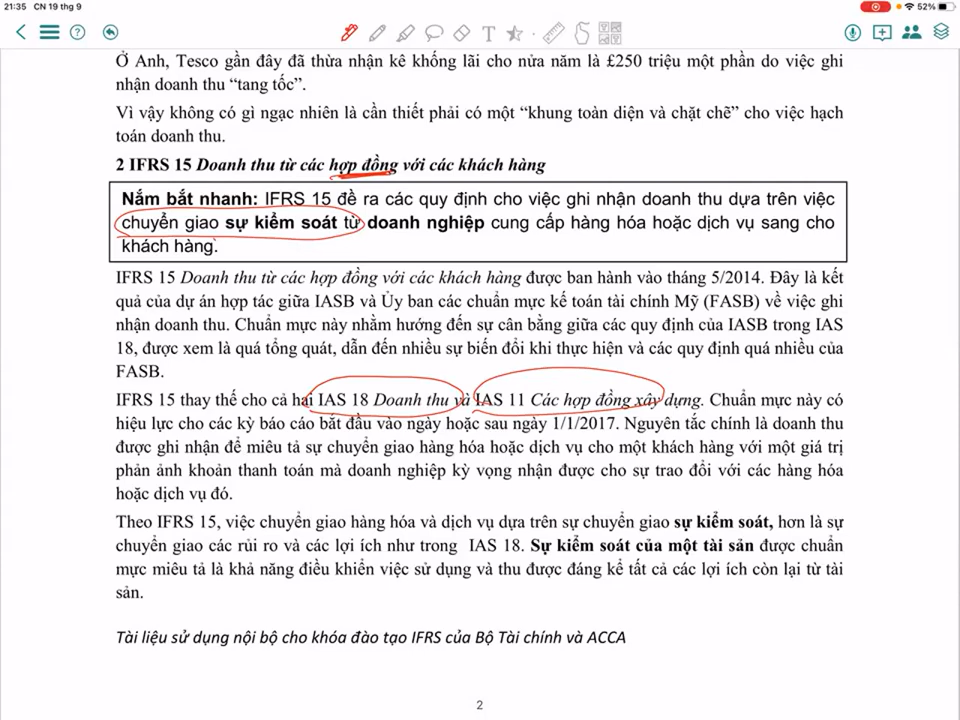 21:35 CN 19 thg 9
52%
Ở Anh, Tesco gần đây đã thừa nhận kê khống lãi cho nửa năm là £250 triệu một phần do việc ghi
nhận doanh thu “tang tốc”.
Vì vậy không có gì ngạc nhiên là cần thiết phải có một “khung toàn diện và chặt chẽ” cho việc hạch
toán doanh thu.
2 IFRS 15 Doanh thu từ các hợp đồng với các khách hàng
Nắm bắt nhanh: IFRS 15 đề ra các quy định cho việc ghi nhận doanh thu dựa trên việc
chuyển giao sự kiểm soát từ doanh nghiệp cung cấp hàng hóa hoặc dịch vụ sang cho
khách hàng.
IFRS 15 Doanh thu từ các hợp đồng với các khách hàng được ban hành vào tháng 5/2014. Đây là kết
quả của dự án hợp tác giữa IASB và Ủy ban các chuẩn mực kế toán tài chính Mỹ (FASB) về việc ghi
nhận doanh thu. Chuẩn mực này nhằm hướng đến sự cân bằng giữa các quy định của IASB trong IAS
18, được xem là quá tổng quát, dẫn đến nhiều sự biến đổi khi thực hiện và các quy định quá nhiều của
FASB.
IFRS 15 thay thế cho cả hai IAS 18 Doanh thu và IAS 11 Các hợp đồng xây dựng. Chuẩn mực này có
hiệu lực cho các kỳ báo cáo bắt đầu vào ngày hoặc sau ngày 1/1/2017. Nguyên tắc chính là doanh thu
được ghi nhận để miêu tả sự chuyển giao hàng hóa hoặc dịch vụ cho một khách hàng với một giá trị
phản ảnh khoản thanh toán mà doanh nghiệp kỳ vọng nhận được cho sự trao đổi với các hàng hóa
hoặc dịch vụ đó.
Theo IFRS 15, việc chuyển giao hàng hóa và dịch vụ dựa trên sự chuyển giao sự kiểm soát, hơn là sự
chuyển giao các rủi ro và các lợi ích như trong IAS 18. Sự kiểm soát của một tài sản được chuẩn
mực miêu tả là khả năng điều khiển việc sử dụng và thu được đáng kể tất cả các lợi ích còn lại từ tài
sản.
Tài liệu sử dụng nội bộ cho khóa đào tạo IFRS của Bộ Tài chính và ACCA
2